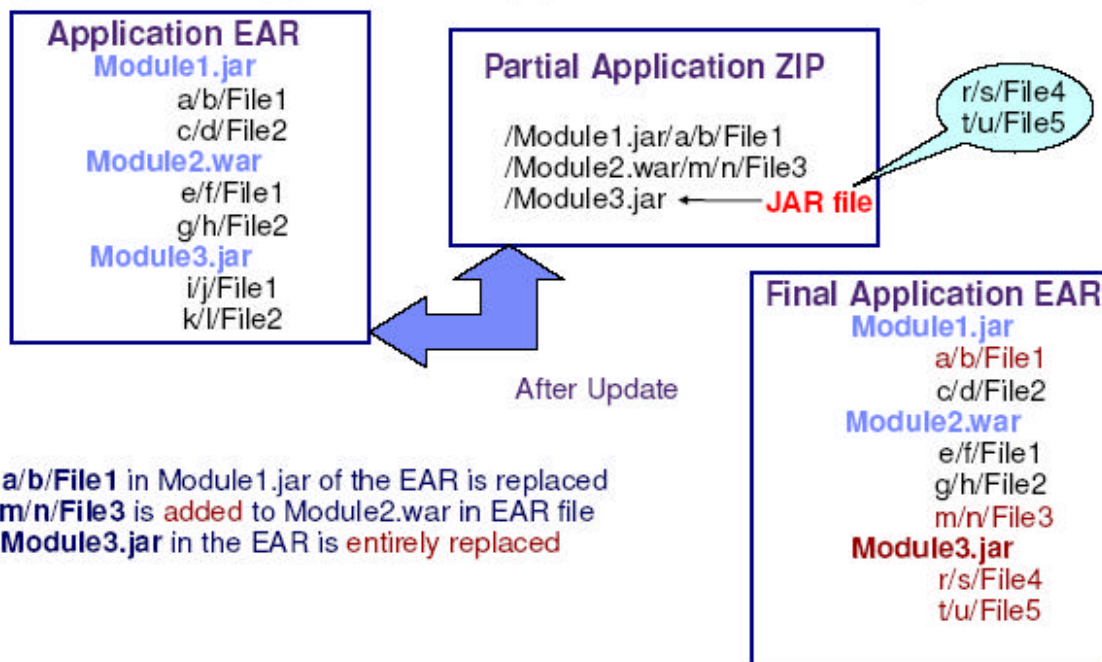 Application EAR
Module1.jar
a/b/File1
c/d/File2
Module2.war
e/f/File1
g/h/File2
Module3.jar
i/j/File1
k/l/File2
Partial Application ZIP
/Module1.jar/a/b/File1
/Module2.war/m/n/File3
/Module3.jar
JAR file
r/s/File4
t/u/File5
After Update
Final Application EAR
Module1.jar
a/b/File1
c/d/File2
Module2.war
e/f/File1
g/h/File2
m/n/File3
Module3.jar
r/s/File4
t/u/File5
a/b/File1 in Module1.jar of the EAR is replaced
m/n/File3 is added to Module2.war in EAR file
Module3.jar in the EAR is entirely replaced